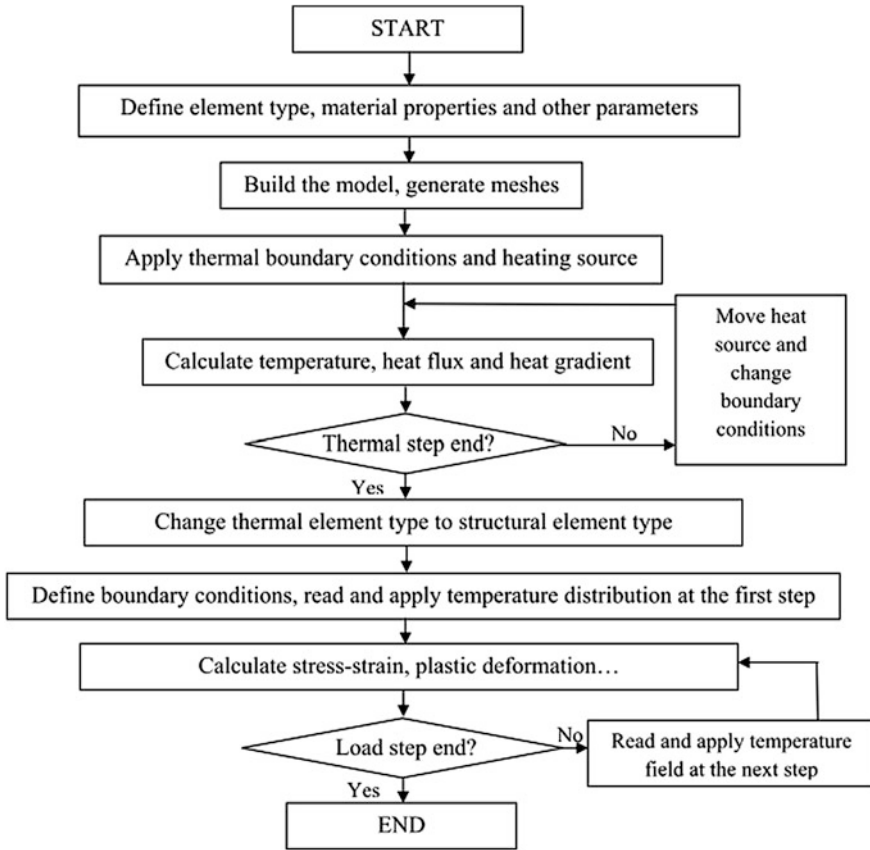 START
Define element type, material properties and other parameters
Build the model, generate meshes
Apply thermal boundary conditions and heating source
Move heat
source and
change
boundary
conditions
Calculate temperature, heat flux and heat gradient
Thermal step end?
No
Yes
Change thermal element type to structural element type
Define boundary conditions, read and apply temperature distribution at the first step
Calculate stress-strain, plastic deformation…
Load step end?
No
Read and apply temperature
field at the next step
Yes
END